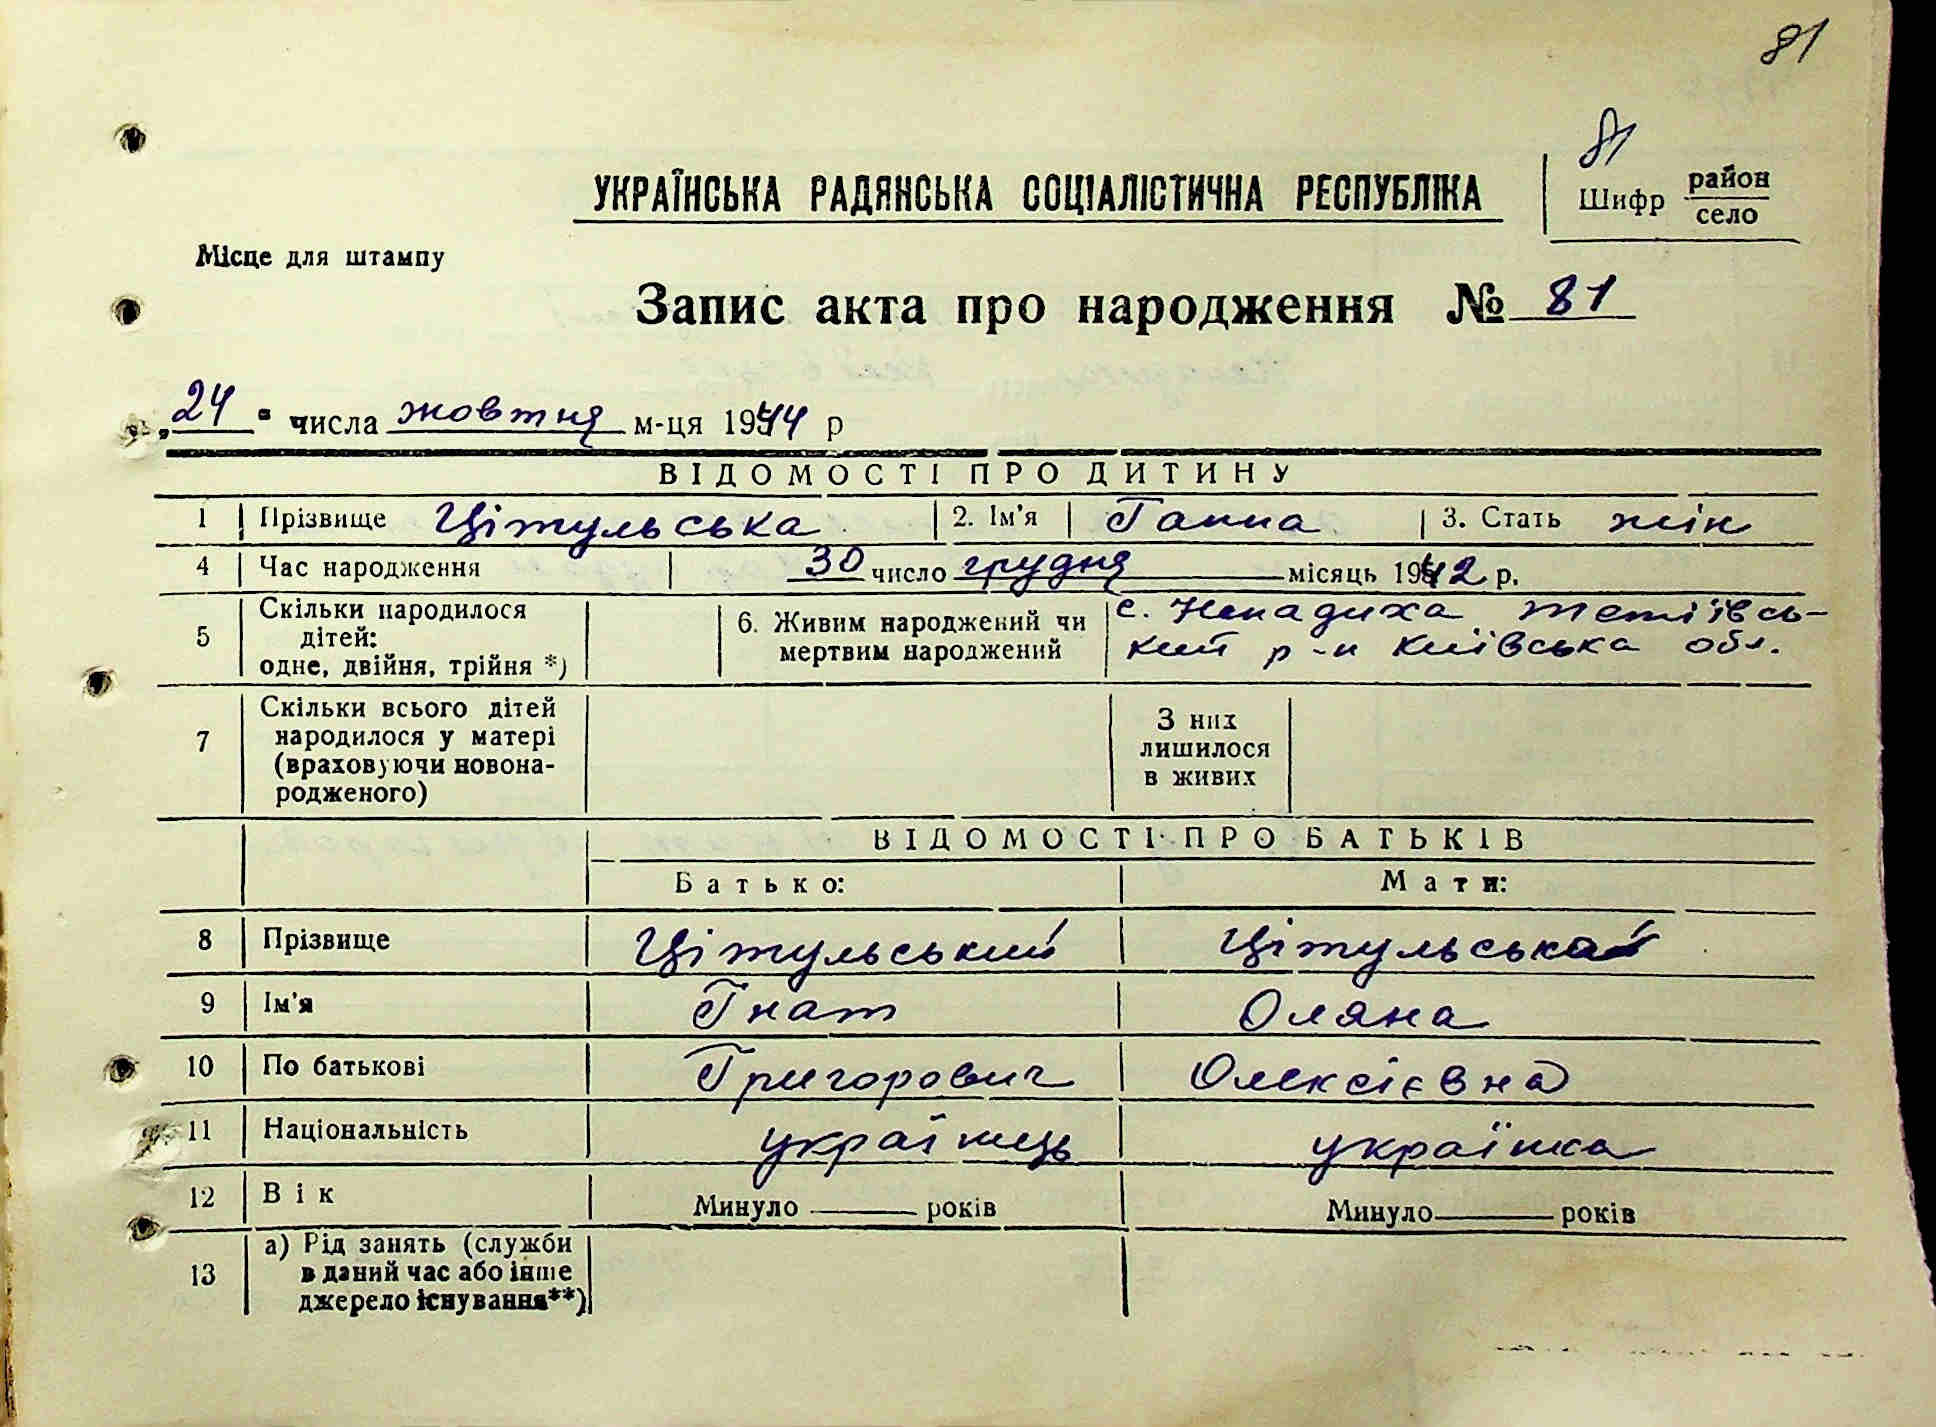 81
81
УКРАЇНСЬКА РАДЯНСЬКА СОЦІАЛІСТИЧНА РЕСПУБЛІКА
Шифр район
село
Місце для штампу
Запис акта про народження № 81
„24" числа жовтня м-ця 1944 р
ВІДОМОСТІ ПРО ДИТИНУ
1 Прізвище Цітульська 2. Ім'я Ганна 3. Стать жін
4 Час народження 30 число грудня місяць 1942 р.
5 Скільки народилося дітей: одне, двійня, трійня *)
6. Живим народжений чи мертвим народжений
с. Ненадиха Тетіївсь-
кий р-н Київська обл.
7 Скільки всього дітей народилося у матері (враховуючи новона-родженого)
З них лишилося в живих
ВІДОМОСТІ ПРО БАТЬКІВ
Батько: Мати:
8 Прізвище Цітульський Цітульська
9 Ім'я Гнат Оляна
10 По батькові Григорович Олексієвна
11 Національність українець українка
12 Вік Минуло років Минуло років
13 а) Рід занять (служби в даний час або інше джерело існування**)